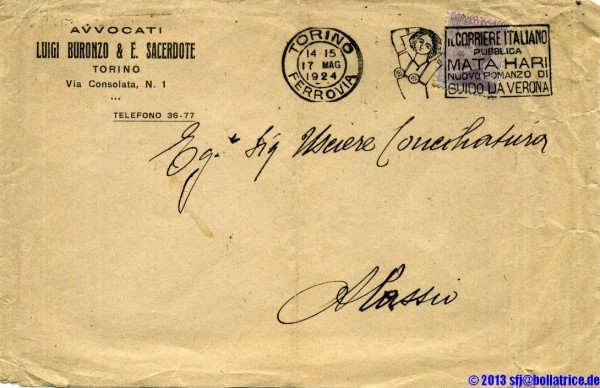 AVVOCATI
LUIGI BURONZO & E. SACERDOTE
TORINO
Via Consolata, N. 1
TELEFONO 36-77
TORINO
14-15
17 MAG
1924
FERROVIA
IL CORRIERE ITALIANO
PUBBLICA
MATA HARI
NUOVO ROMANZO DI
GUIDO DA VERONA
Eg.° Sig Usciere Conciliatura
Alassio
© 2013 sfj@bollatrice.de